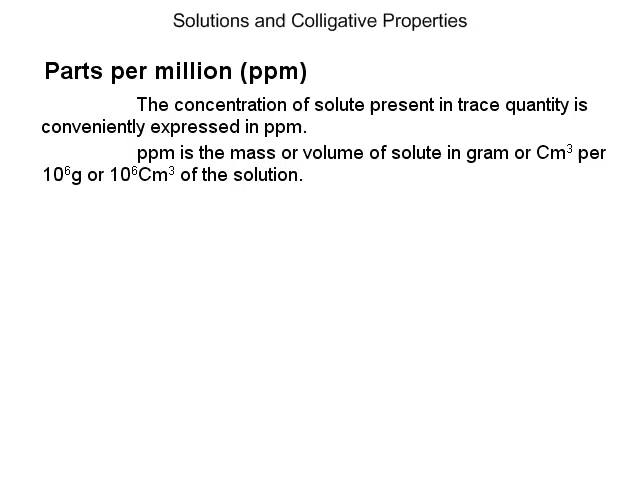 Solutions and Colligative Properties
Parts per million (ppm)
The concentration of solute present in trace quantity is
conveniently expressed in ppm.
ppm is the mass or volume of solute in gram or Cm³ per
10⁶g or 10⁶Cm³ of the solution.